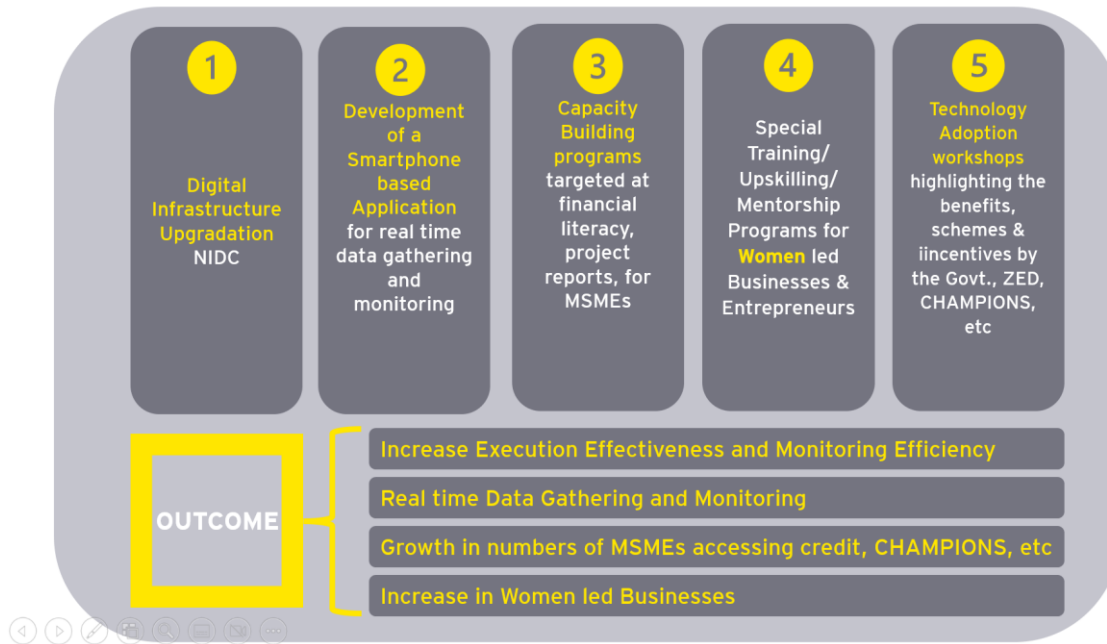 1
Digital
Infrastructure
Upgradation
NIDC
2
Development
of a
Smartphone
based
Application
for real time
data gathering
and
monitoring
3
Capacity
Building
programs
targeted at
financial
literacy,
project
reports, for
MSMEs
4
Special
Training/
Upskilling/
Mentorship
Programs for
Women led
Businesses &
Entrepreneurs
5
Technology
Adoption
workshops
highlighting the
benefits,
schemes &
iincentives by
the Govt., ZED,
CHAMPIONS,
etc
OUTCOME
Increase Execution Effectiveness and Monitoring Efficiency
Real time Data Gathering and Monitoring
Growth in numbers of MSMEs accessing credit, CHAMPIONS, etc
Increase in Women led Businesses